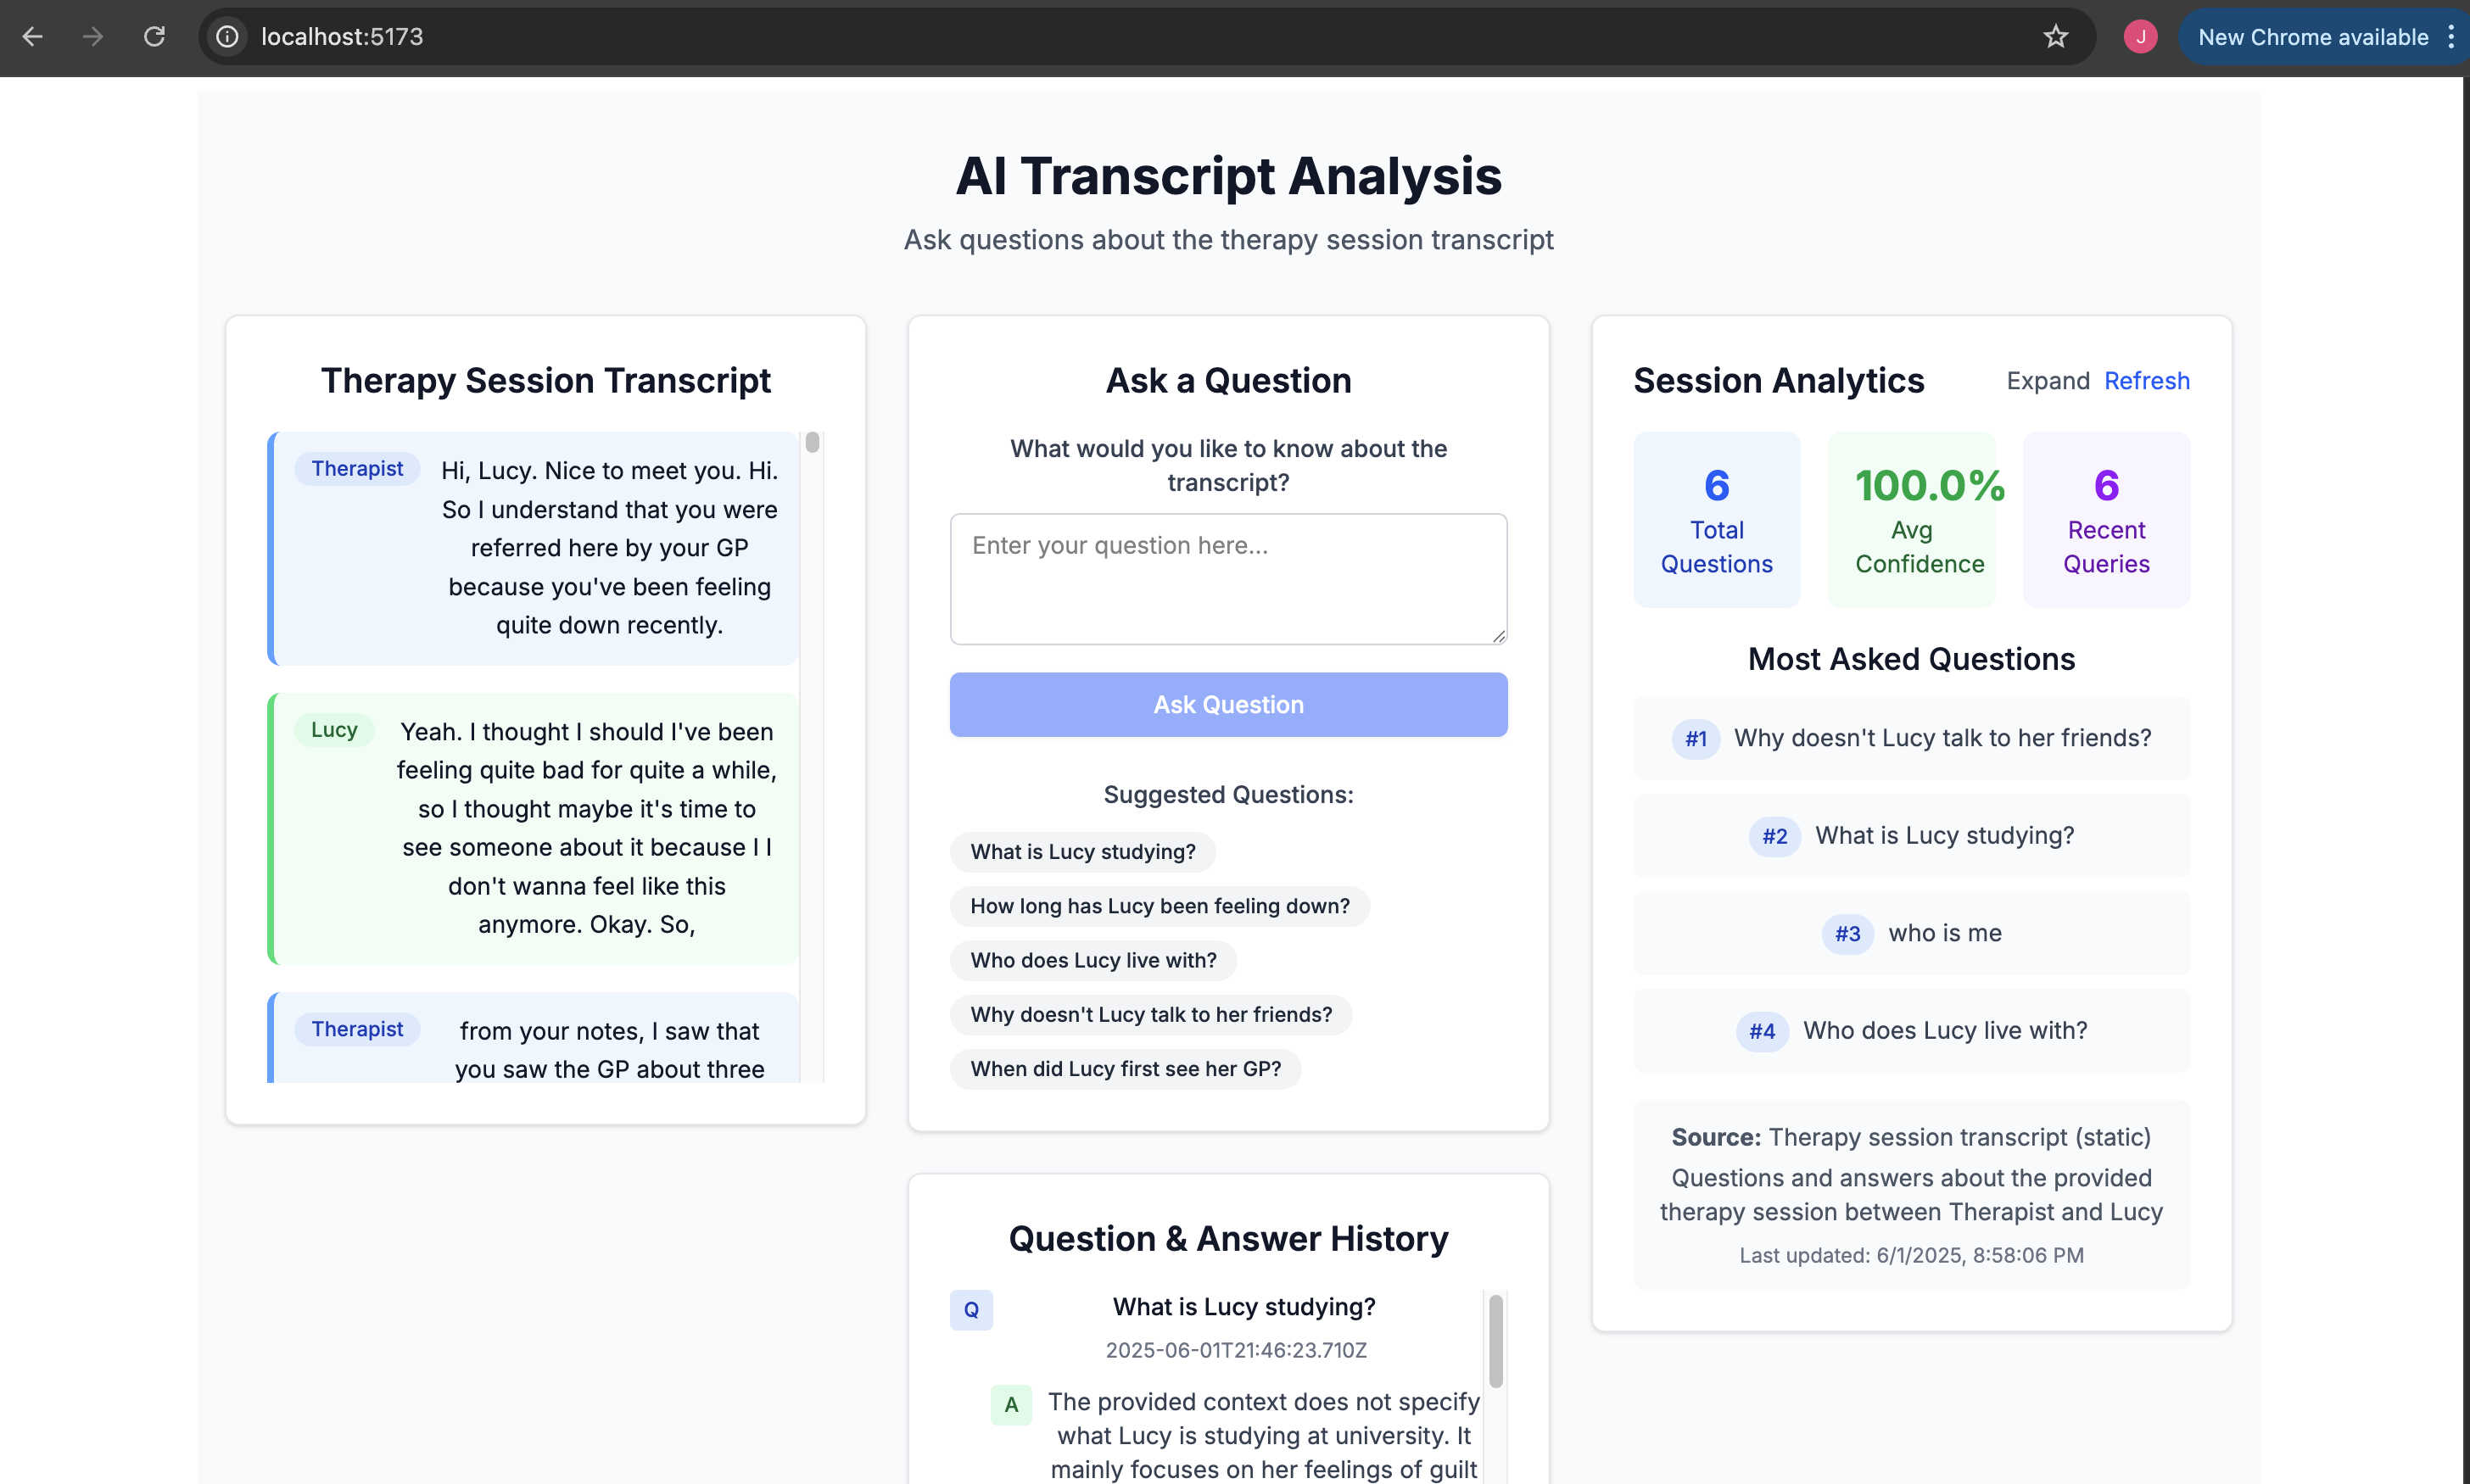 localhost:5173
J
New Chrome available
AI Transcript Analysis
Ask questions about the therapy session transcript
Therapy Session Transcript
Therapist
Hi, Lucy. Nice to meet you. Hi.
So I understand that you were
referred here by your GP
because you've been feeling
quite down recently.
Lucy
Yeah. I thought I should I've been
feeling quite bad for quite a while,
so I thought maybe it's time to
see someone about it because I I
don't wanna feel like this
anymore. Okay. So,
Therapist
from your notes, I saw that
you saw the GP about three
Ask a Question
What would you like to know about the
transcript?
Enter your question here...
Ask Question
Suggested Questions:
What is Lucy studying?
How long has Lucy been feeling down?
Who does Lucy live with?
Why doesn't Lucy talk to her friends?
When did Lucy first see her GP?
Question & Answer History
Q
What is Lucy studying?
2025-06-01T21:46:23.710Z
A
The provided context does not specify
what Lucy is studying at university. It
mainly focuses on her feelings of guilt
Session Analytics
Expand Refresh
6
Total
Questions
100.0%
Avg
Confidence
6
Recent
Queries
Most Asked Questions
#1 Why doesn't Lucy talk to her friends?
#2 What is Lucy studying?
#3 who is me
#4 Who does Lucy live with?
Source: Therapy session transcript (static)
Questions and answers about the provided
therapy session between Therapist and Lucy
Last updated: 6/1/2025, 8:58:06 PM